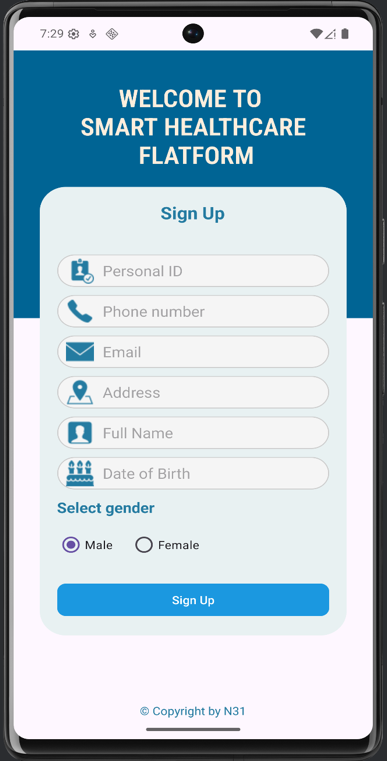 7:29
WELCOME TO
SMART HEALTHCARE
FLATFORM
Sign Up
Personal ID
Phone number
Email
Address
Full Name
Date of Birth
Select gender
Male Female
Sign Up
© Copyright by N31